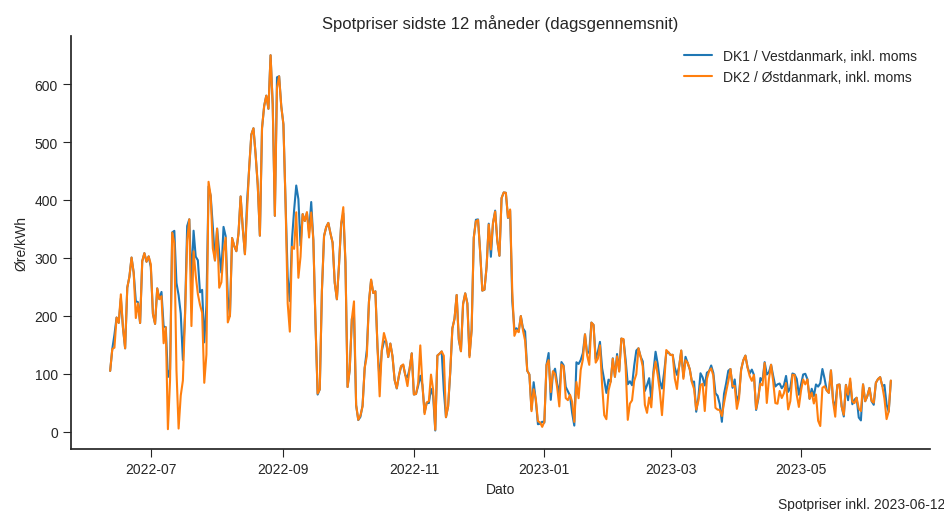 Spotpriser sidste 12 måneder (dagsgennemsnit)
DK1 / Vestdanmark, inkl. moms
DK2 / Østdanmark, inkl. moms
Øre/kWh
600
500
400
300
200
100
0
2022-07
2022-09
2022-11
2023-01
2023-03
2023-05
Dato
Spotpriser inkl. 2023-06-12